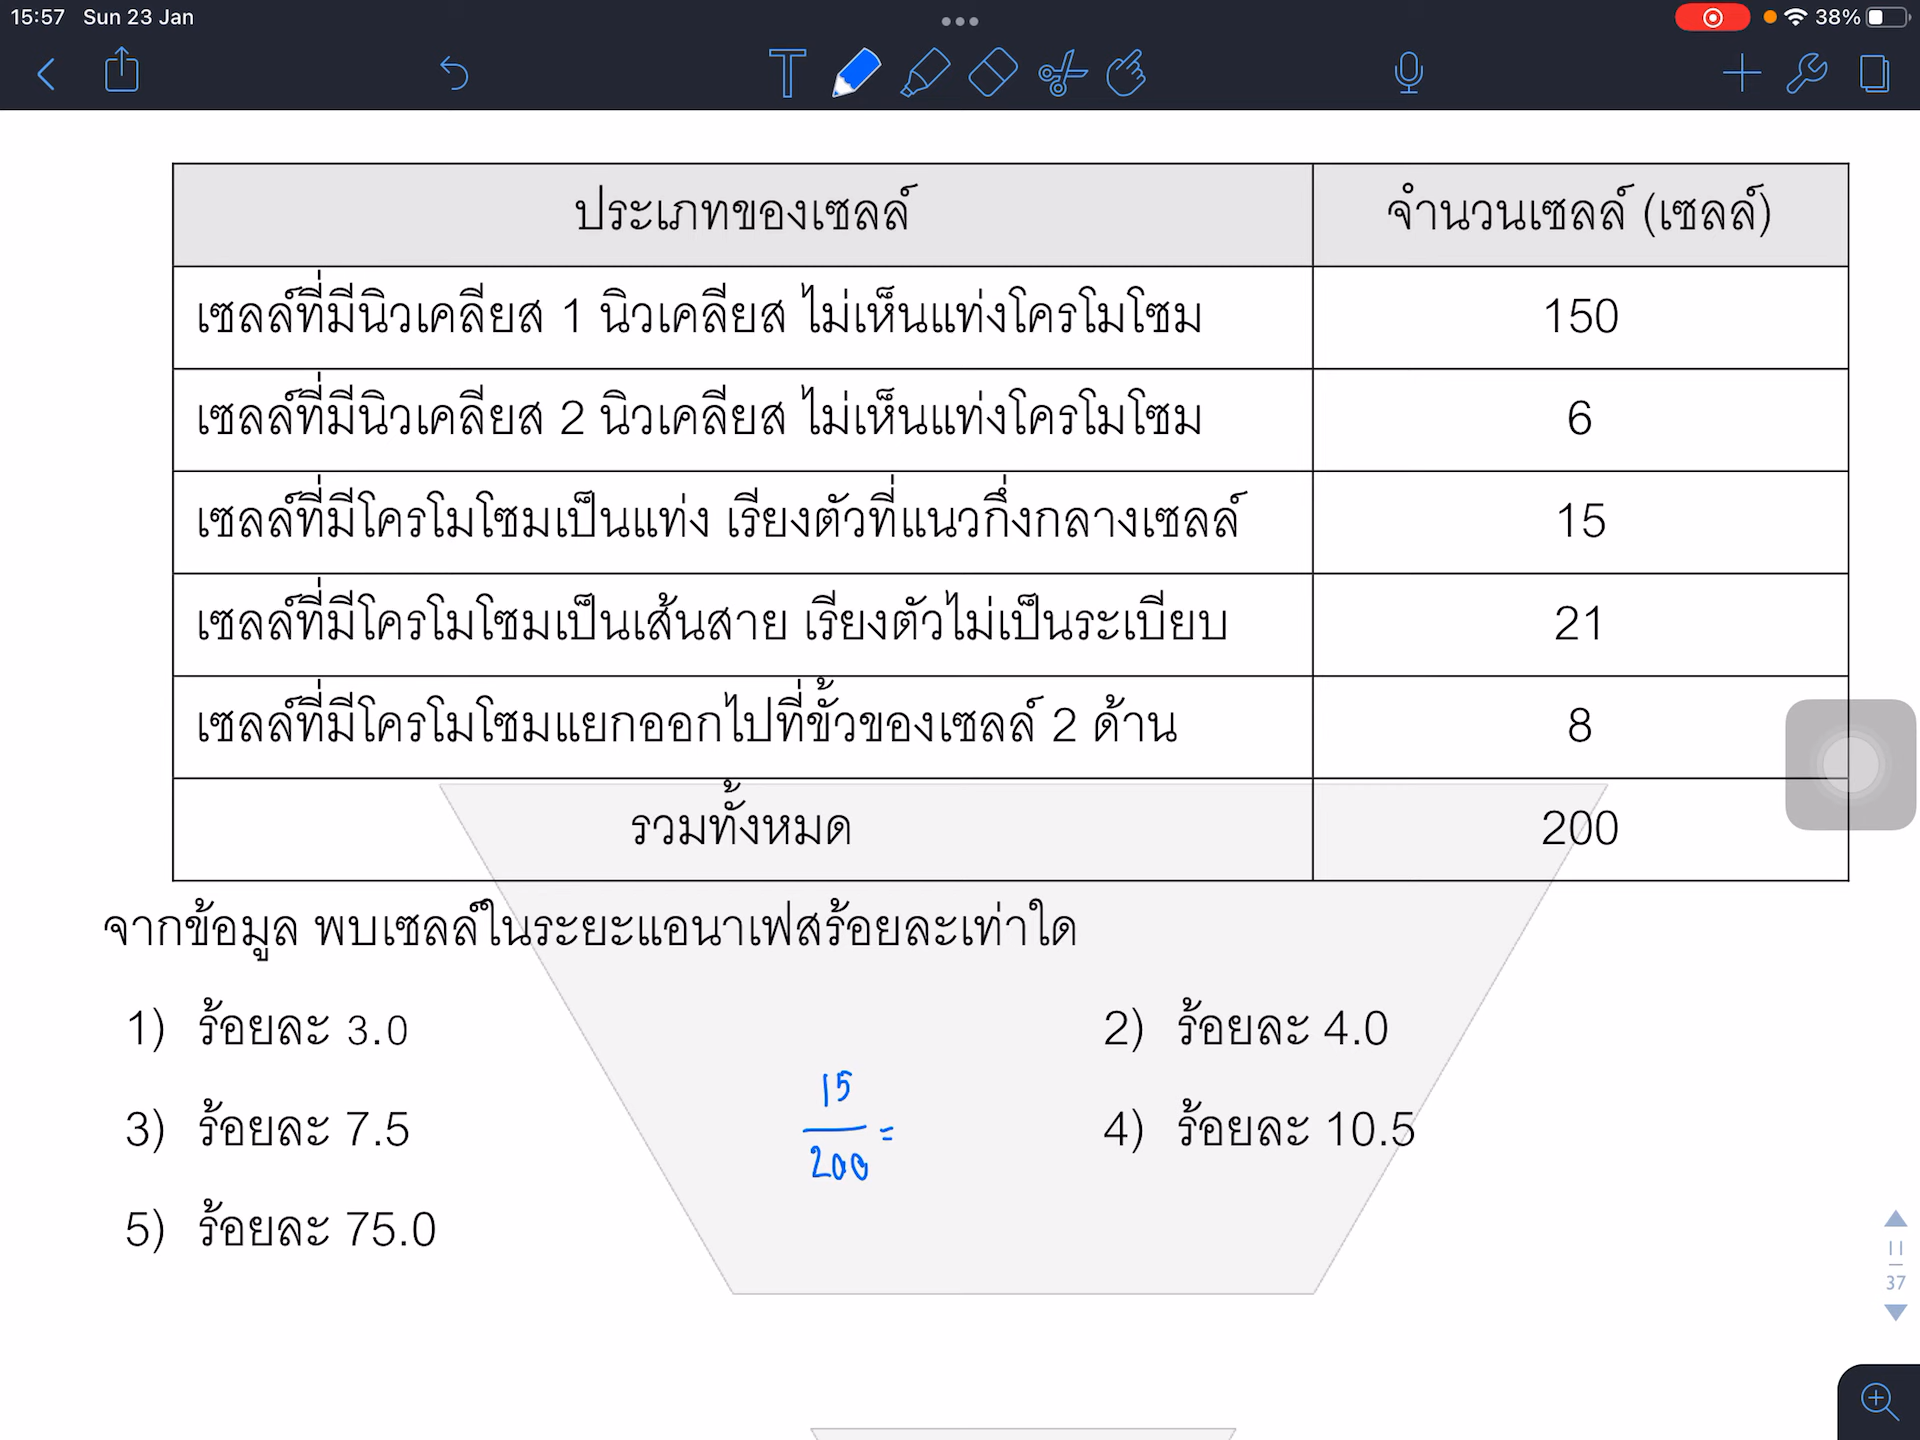 15:57 Sun 23 Jan
38%
ประเภทของเซลล์ จำนวนเซลล์ (เซลล์)
เซลล์ที่มีนิวเคลียส 1 นิวเคลียส ไม่เห็นแท่งโครโมโซม 150
เซลล์ที่มีนิวเคลียส 2 นิวเคลียส ไม่เห็นแท่งโครโมโซม 6
เซลล์ที่มีโครโมโซมเป็นแท่ง เรียงตัวที่แนวกึ่งกลางเซลล์ 15
เซลล์ที่มีโครโมโซมเป็นเส้นสาย เรียงตัวไม่เป็นระเบียบ 21
เซลล์ที่มีโครโมโซมแยกออกไปที่ขั้วของเซลล์ 2 ด้าน 8
รวมทั้งหมด 200
จากข้อมูล พบเซลล์ในระยะแอนาเฟสร้อยละเท่าใด
1) ร้อยละ 3.0
2) ร้อยละ 4.0
3) ร้อยละ 7.5
4) ร้อยละ 10.5
5) ร้อยละ 75.0
15
200 =
11
37